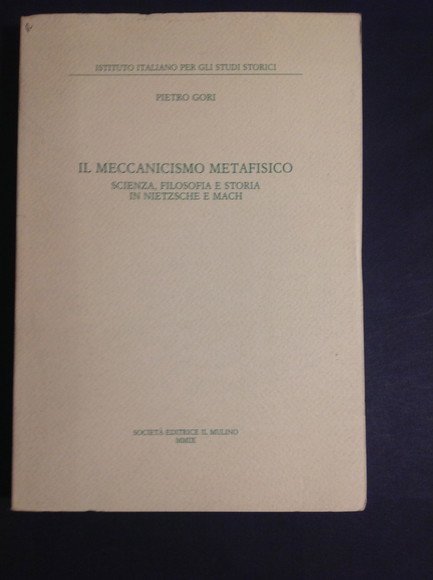 ISTITUTO ITALIANO PER GLI STUDI STORICI
PIETRO GORI
IL MECCANICISMO METAFISICO
SCIENZA, FILOSOFIA E STORIA
IN NIETZSCHE E MACH
SOCIETÀ EDITRICE IL MULINO
MMIX